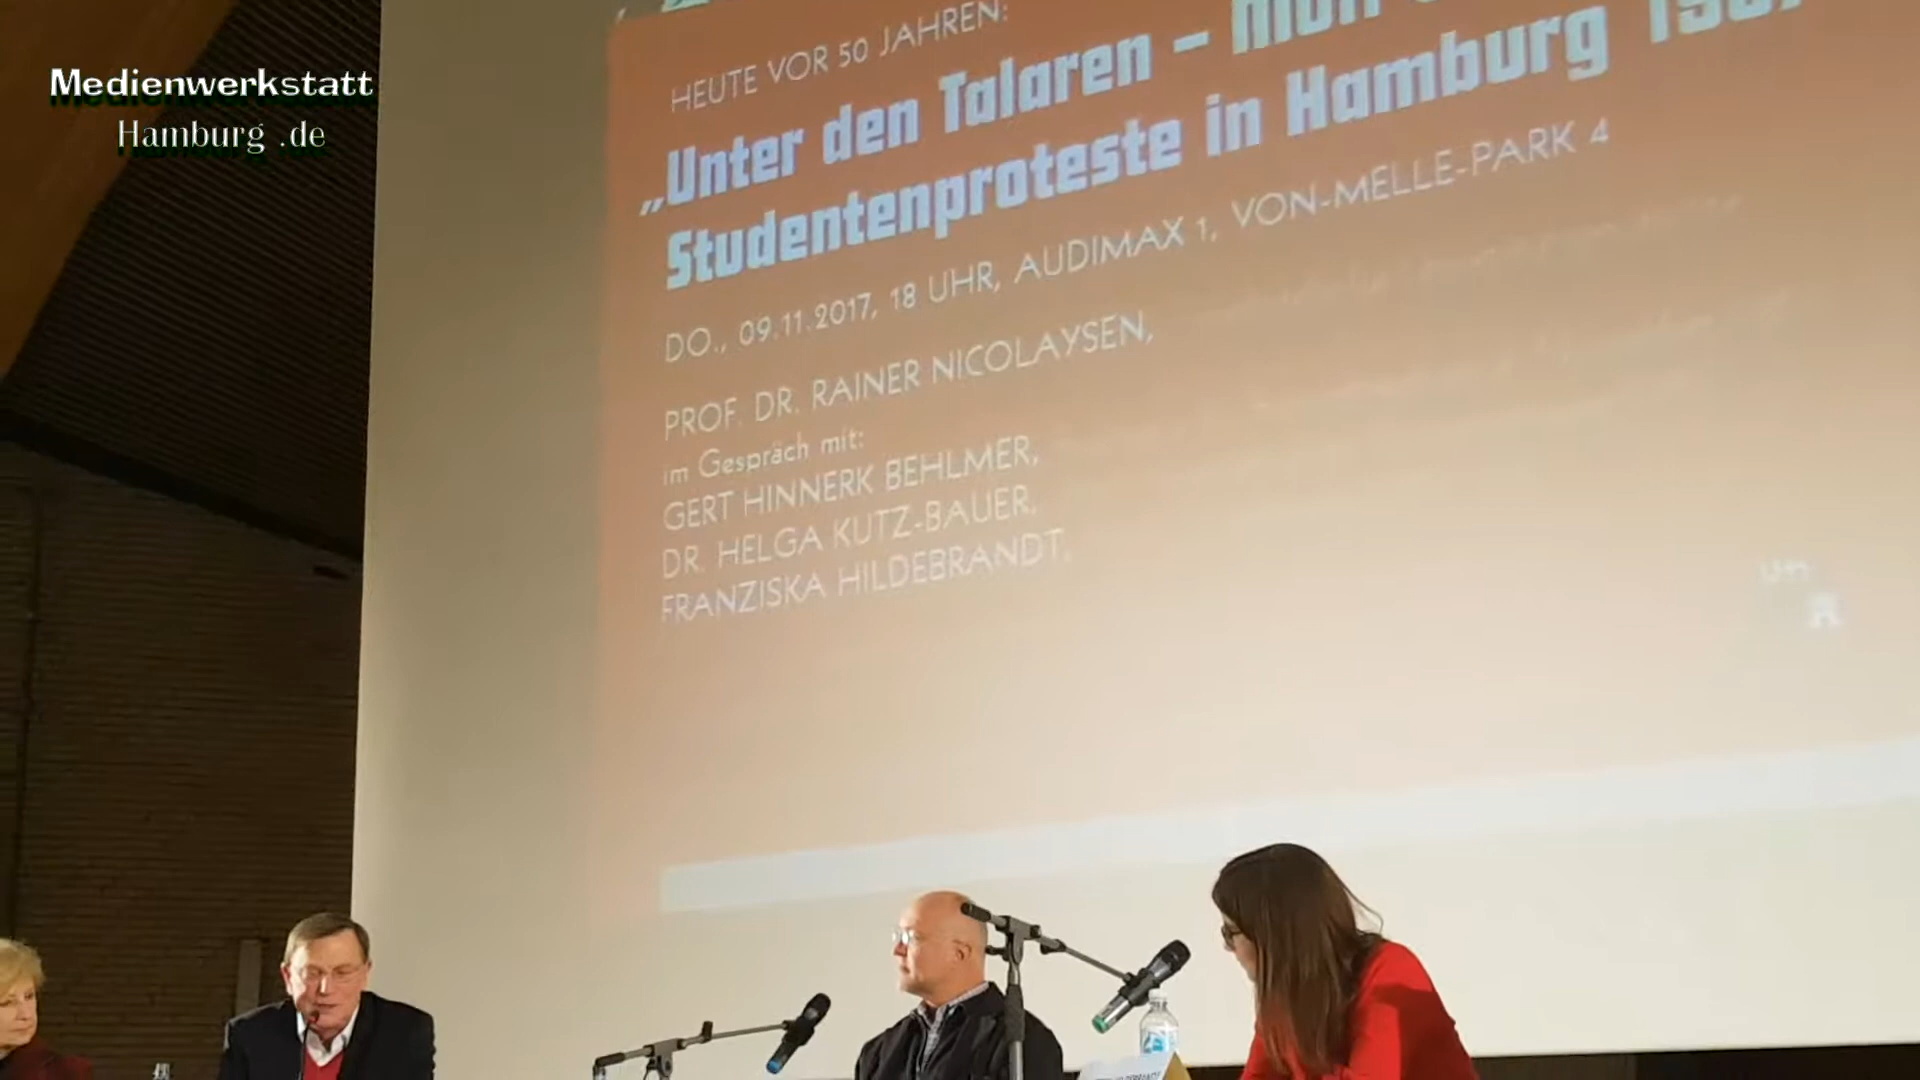 Medienwerkstatt
Hamburg .de
HEUTE VOR 50 JAHREN:
„Unter den Talaren –
Studentenproteste in Hamburg
DO., 09.11.2017, 18 UHR, AUDIMAX 1, VON-MELLE-PARK 4
PROF. DR. RAINER NICOLAYSEN,
im Gespräch mit:
GERT HINNERK BEHLMER,
DR. HELGA KUTZ-BAUER,
FRANZISKA HILDEBRANDT,